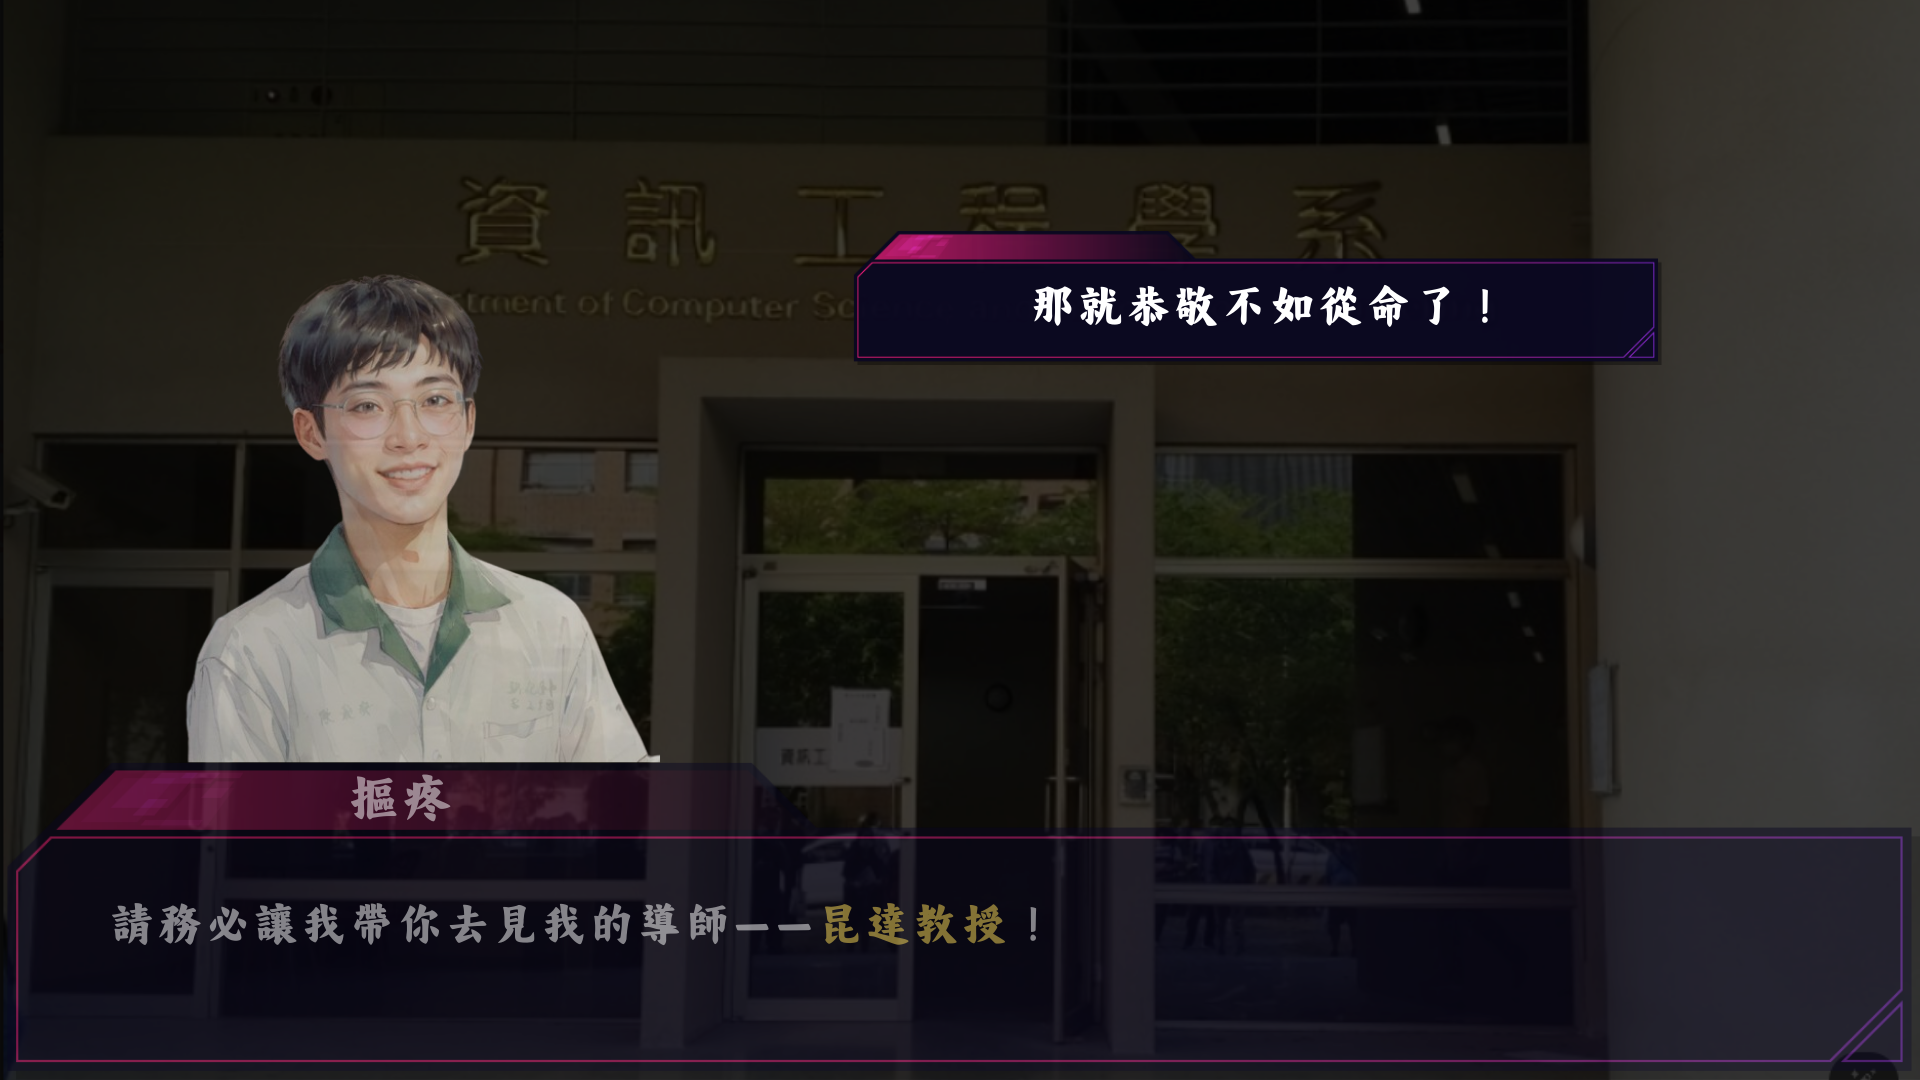 資訊工程學系
tment of Computer Sc
那就恭敬不如從命了！
資訊工
摳疼
請務必讓我帶你去見我的導師——昆達教授！